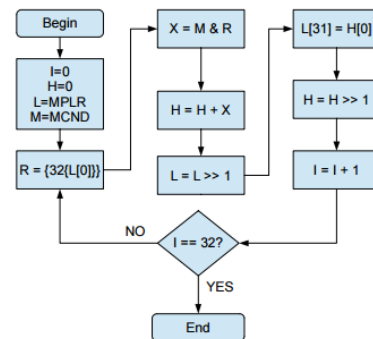 Begin
I=0
H=0
L=MPLR
M=MCND
R = {32{L[0]}}
X = M & R
H = H + X
L = L >> 1
L[31] = H[0]
H = H >> 1
I = I + 1
I == 32?
NO
YES
End